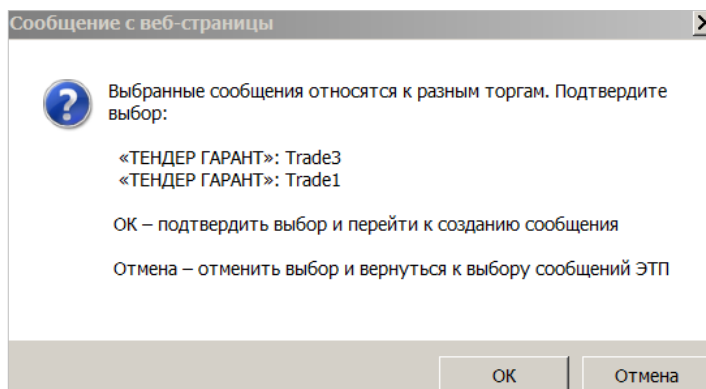 Сообщение с веб-страницы
Выбранные сообщения относятся к разным торгам. Подтвердите
выбор:
«ТЕНДЕР ГАРАНТ»: Trade3
«ТЕНДЕР ГАРАНТ»: Trade1
ОК – подтвердить выбор и перейти к созданию сообщения
Отмена – отменить выбор и вернуться к выбору сообщений ЭТП
ОК
Отмена